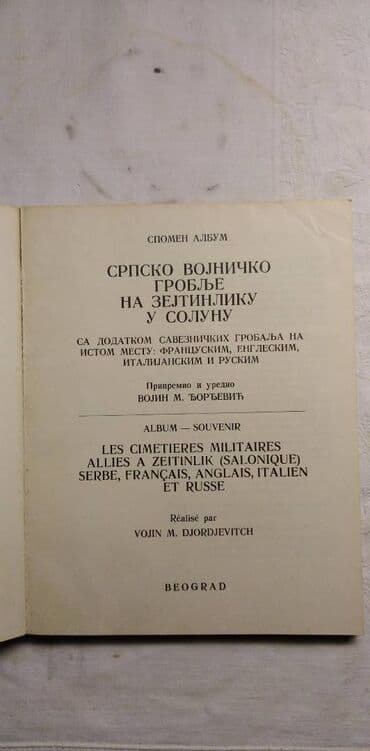 СПОМЕН АЛБУМ
СРПСКО ВОЈНИЧКО
ГРОБЉЕ
НА ЗЕЈТИНЛИКУ
У СОЛУНУ
СА ДОДАТКОМ САВЕЗНИЧКИХ ГРОБАЉА НА
ИСТОМ МЕСТУ: ФРАНЦУСКИМ, ЕНГЛЕСКИМ,
ИТАЛИЈАНСКИМ И РУСКИМ
Припремио и уредио
ВОЈИН М. ЂОРЂЕВИЋ
ALBUM — SOUVENIR
LES CIMETIERES MILITAIRES
ALLIES A ZEITINLIK (SALONIQUE)
SERBE, FRANÇAIS, ANGLAIS, ITALIEN
ET RUSSE
Réalisé par
VOJIN M. DJORDJEVITCH
BEOGRAD